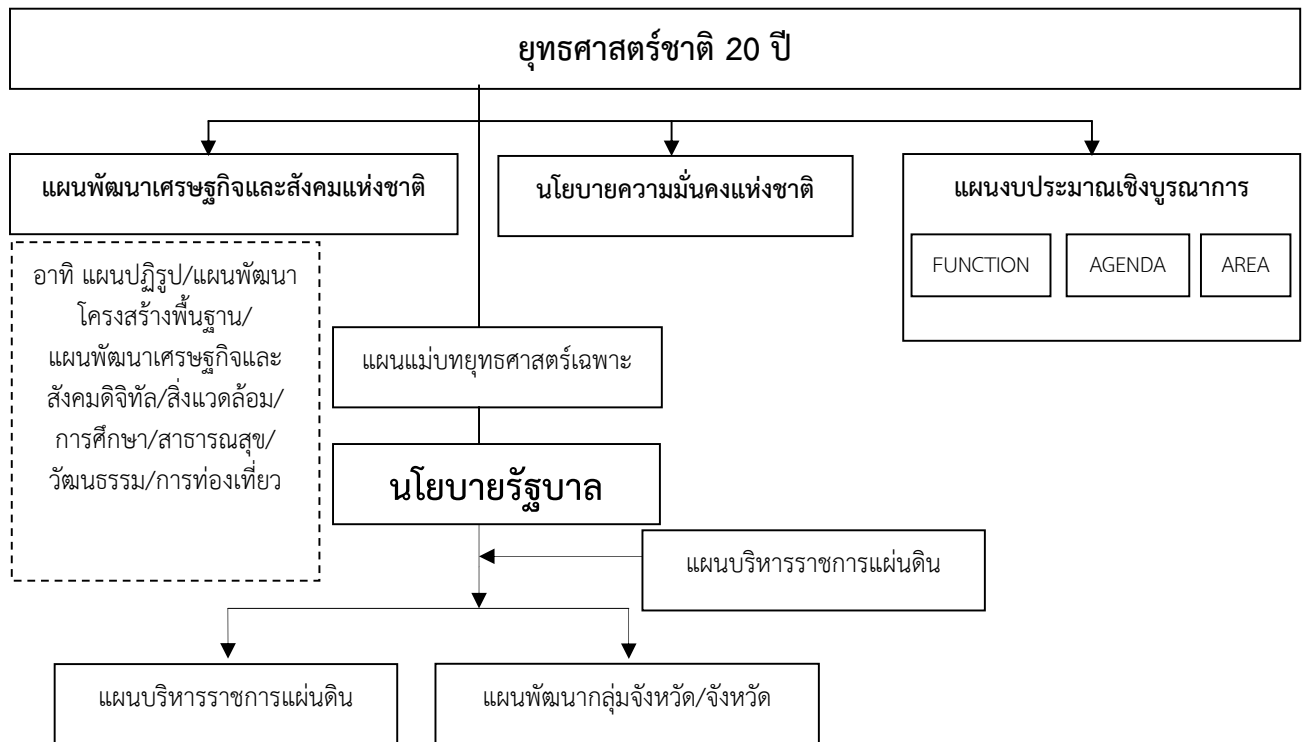 ยุทธศาสตร์ชาติ 20 ปี
แผนพัฒนาเศรษฐกิจและสังคมแห่งชาติ
นโยบายความมั่นคงแห่งชาติ
แผนงบประมาณเชิงบูรณาการ
FUNCTION
AGENDA
AREA
อาทิ แผนปฏิรูป/แผนพัฒนา
โครงสร้างพื้นฐาน/
แผนพัฒนาเศรษฐกิจและ
สังคมดิจิทัล/สิ่งแวดล้อม/
การศึกษา/สาธารณสุข/
วัฒนธรรม/การท่องเที่ยว
แผนแม่บทยุทธศาสตร์เฉพาะ
นโยบายรัฐบาล
แผนบริหารราชการแผ่นดิน
แผนบริหารราชการแผ่นดิน
แผนพัฒนากลุ่มจังหวัด/จังหวัด